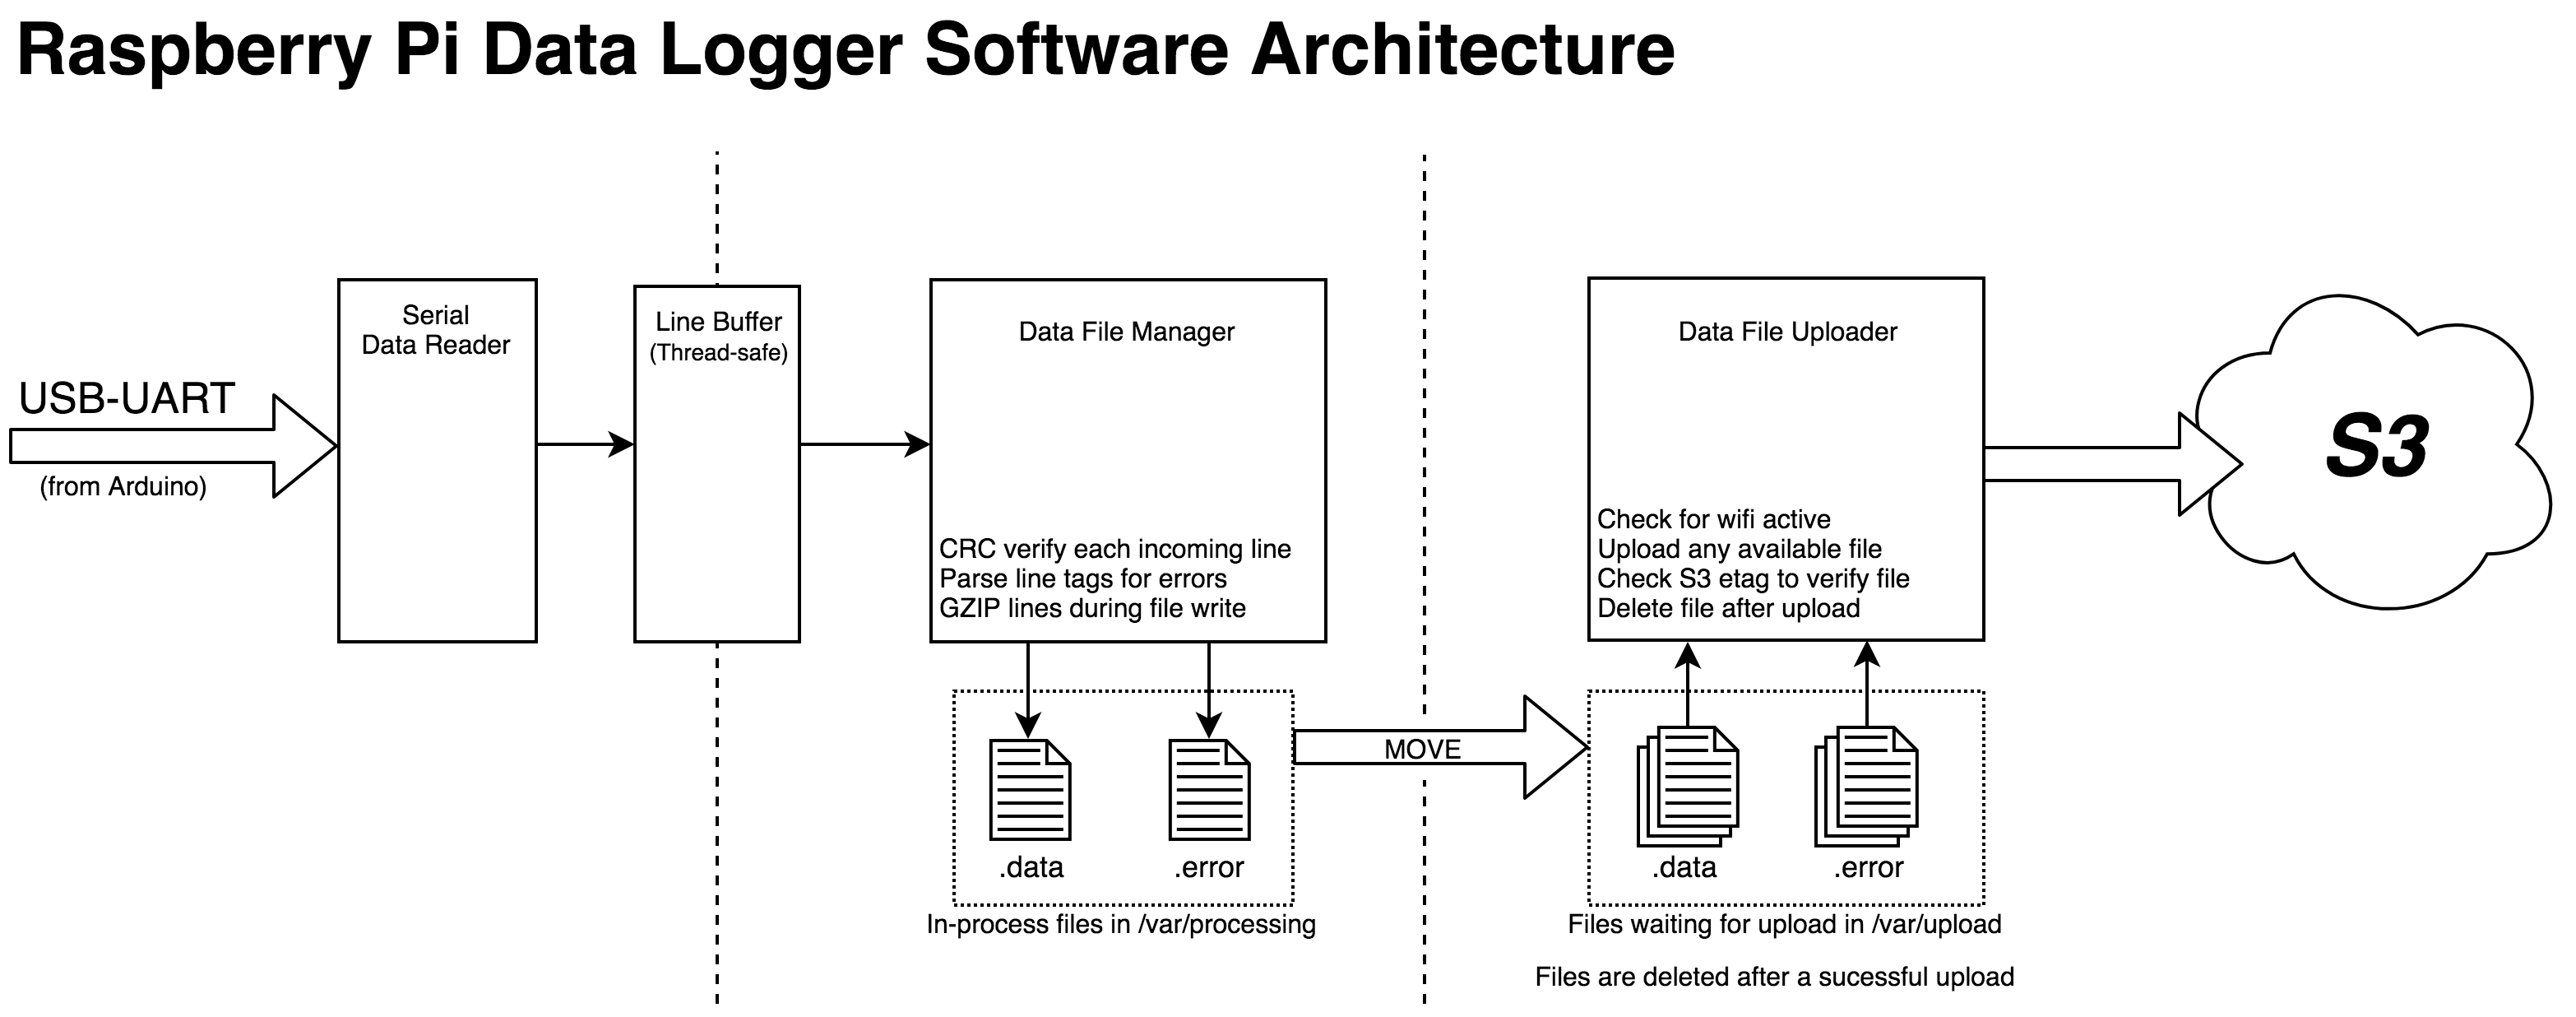 Raspberry Pi Data Logger Software Architecture
USB-UART
(from Arduino)
Serial
Data Reader
Line Buffer
(Thread-safe)
Data File Manager
CRC verify each incoming line
Parse line tags for errors
GZIP lines during file write
.data
.error
In-process files in /var/processing
MOVE
Data File Uploader
Check for wifi active
Upload any available file
Check S3 etag to verify file
Delete file after upload
.data
.error
Files waiting for upload in /var/upload
Files are deleted after a sucessful upload
S3